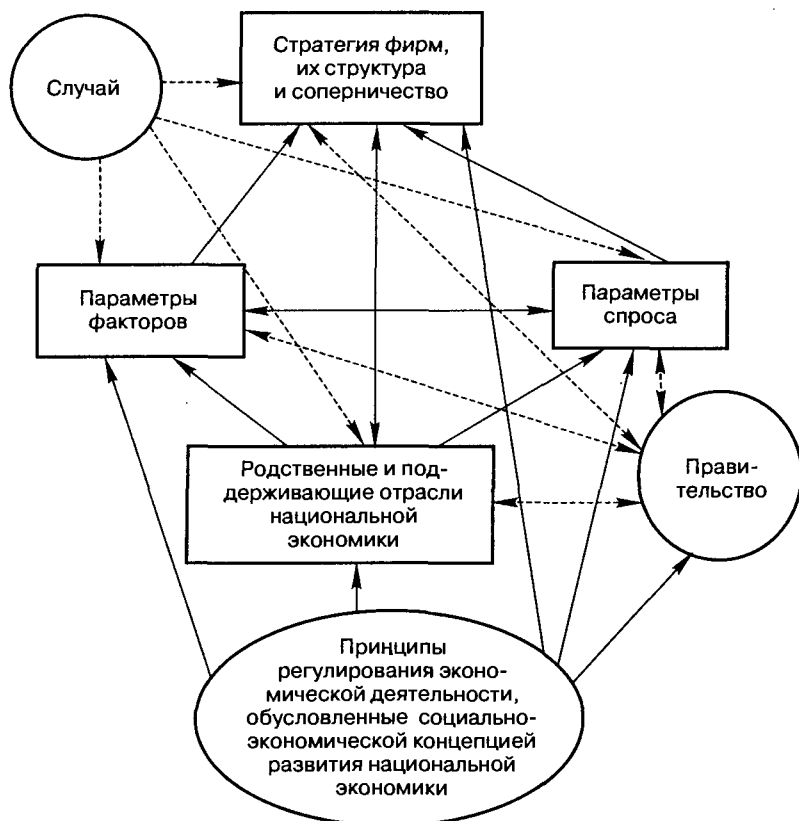 Стратегия фирм,
их структура
и соперничество
Случай
Параметры
факторов
Параметры
спроса
Родственные и под-
держивающие отрасли
национальной
экономики
Прави-
тельство
Принципы
регулирования эконо-
мической деятельности,
обусловленные социально-
экономической концепцией
развития национальной
экономики